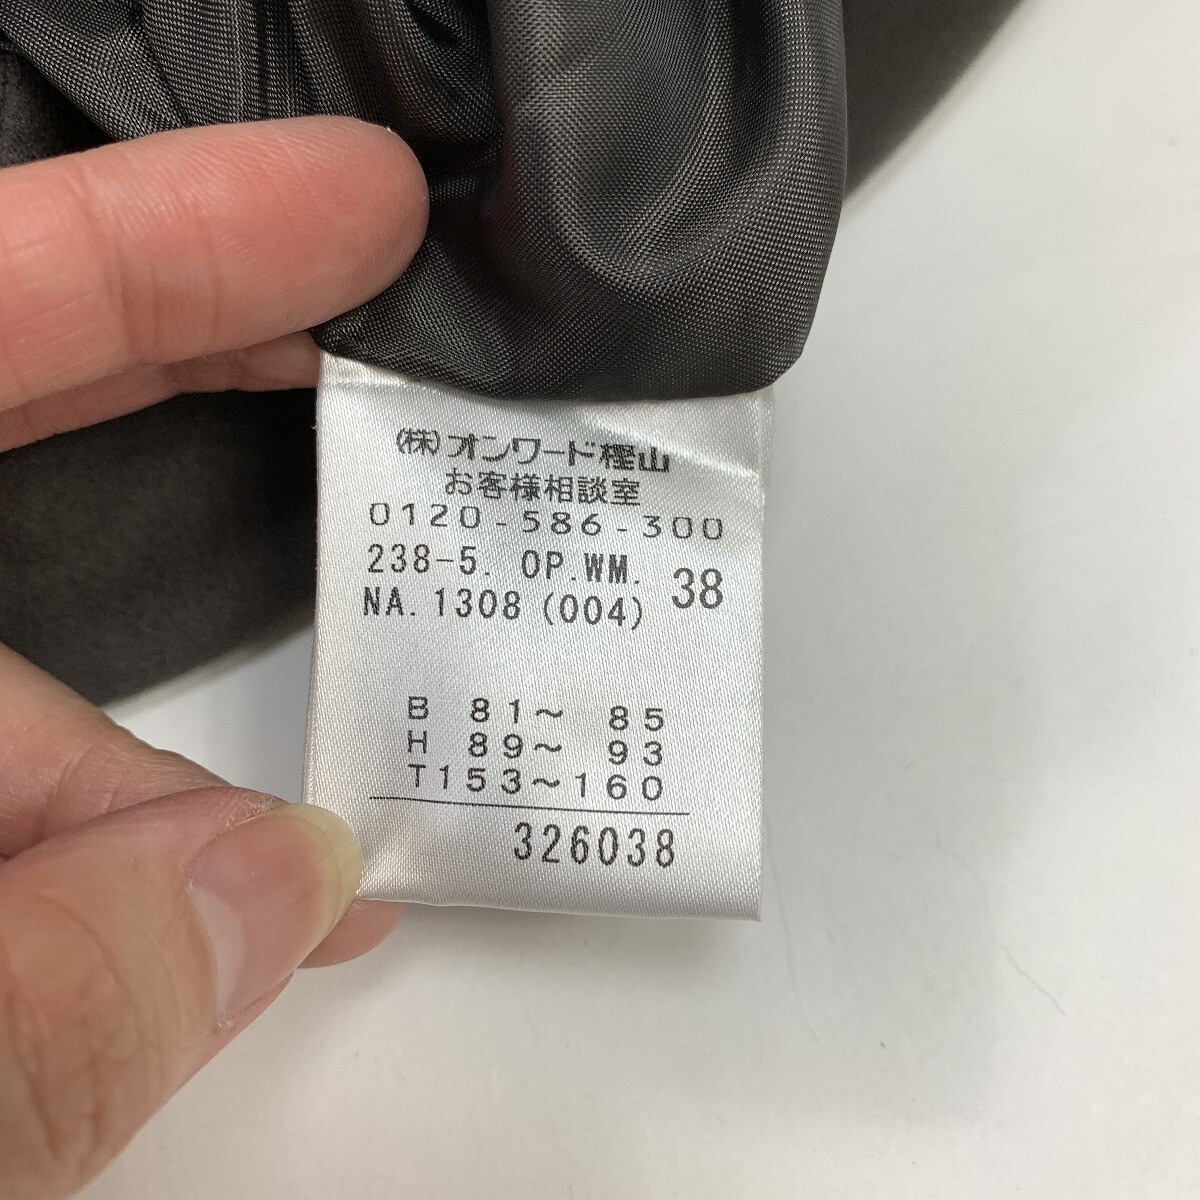 (株)オンワード樫山
お客様相談室
0120-586-300
238-5. OP.WM. 38
NA.1308(004)
B 81~ 85
H 89~ 93
T153~160
326038